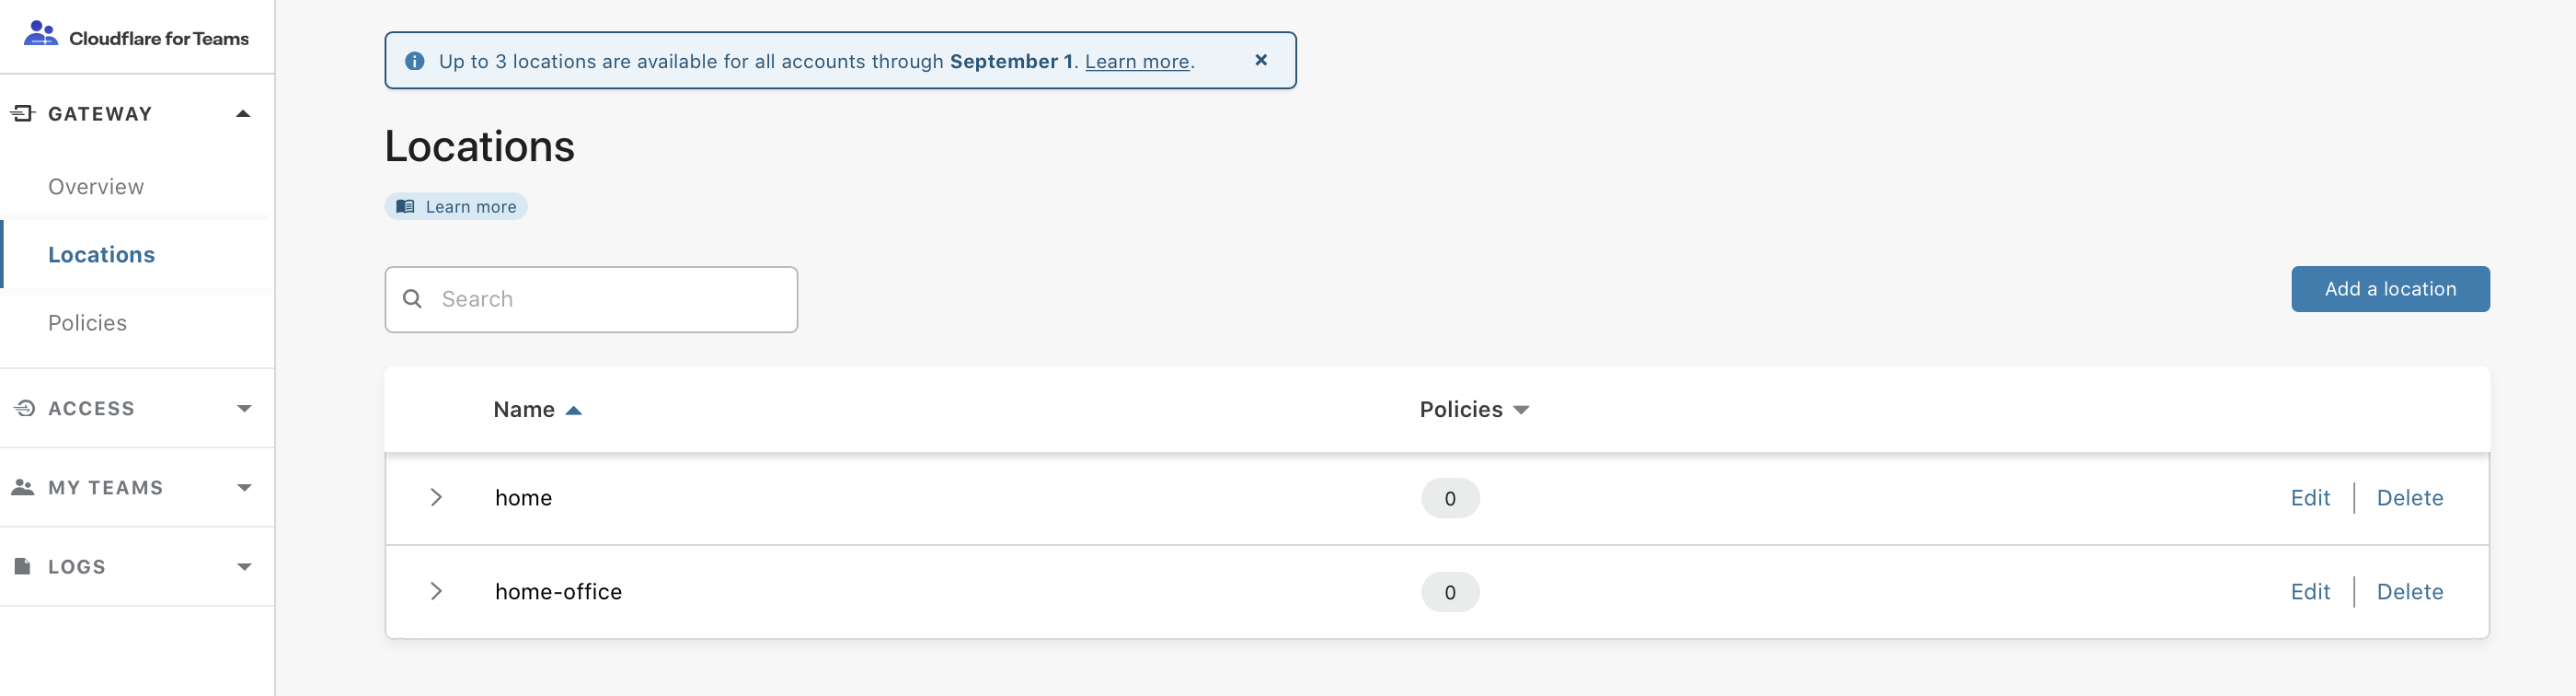 Cloudflare for Teams
GATEWAY
Overview
Locations
Policies
ACCESS
MY TEAMS
LOGS
Up to 3 locations are available for all accounts through September 1. Learn more.
Locations
Learn more
Search
Add a location
Name Policies
home 0 Edit | Delete
home-office 0 Edit | Delete